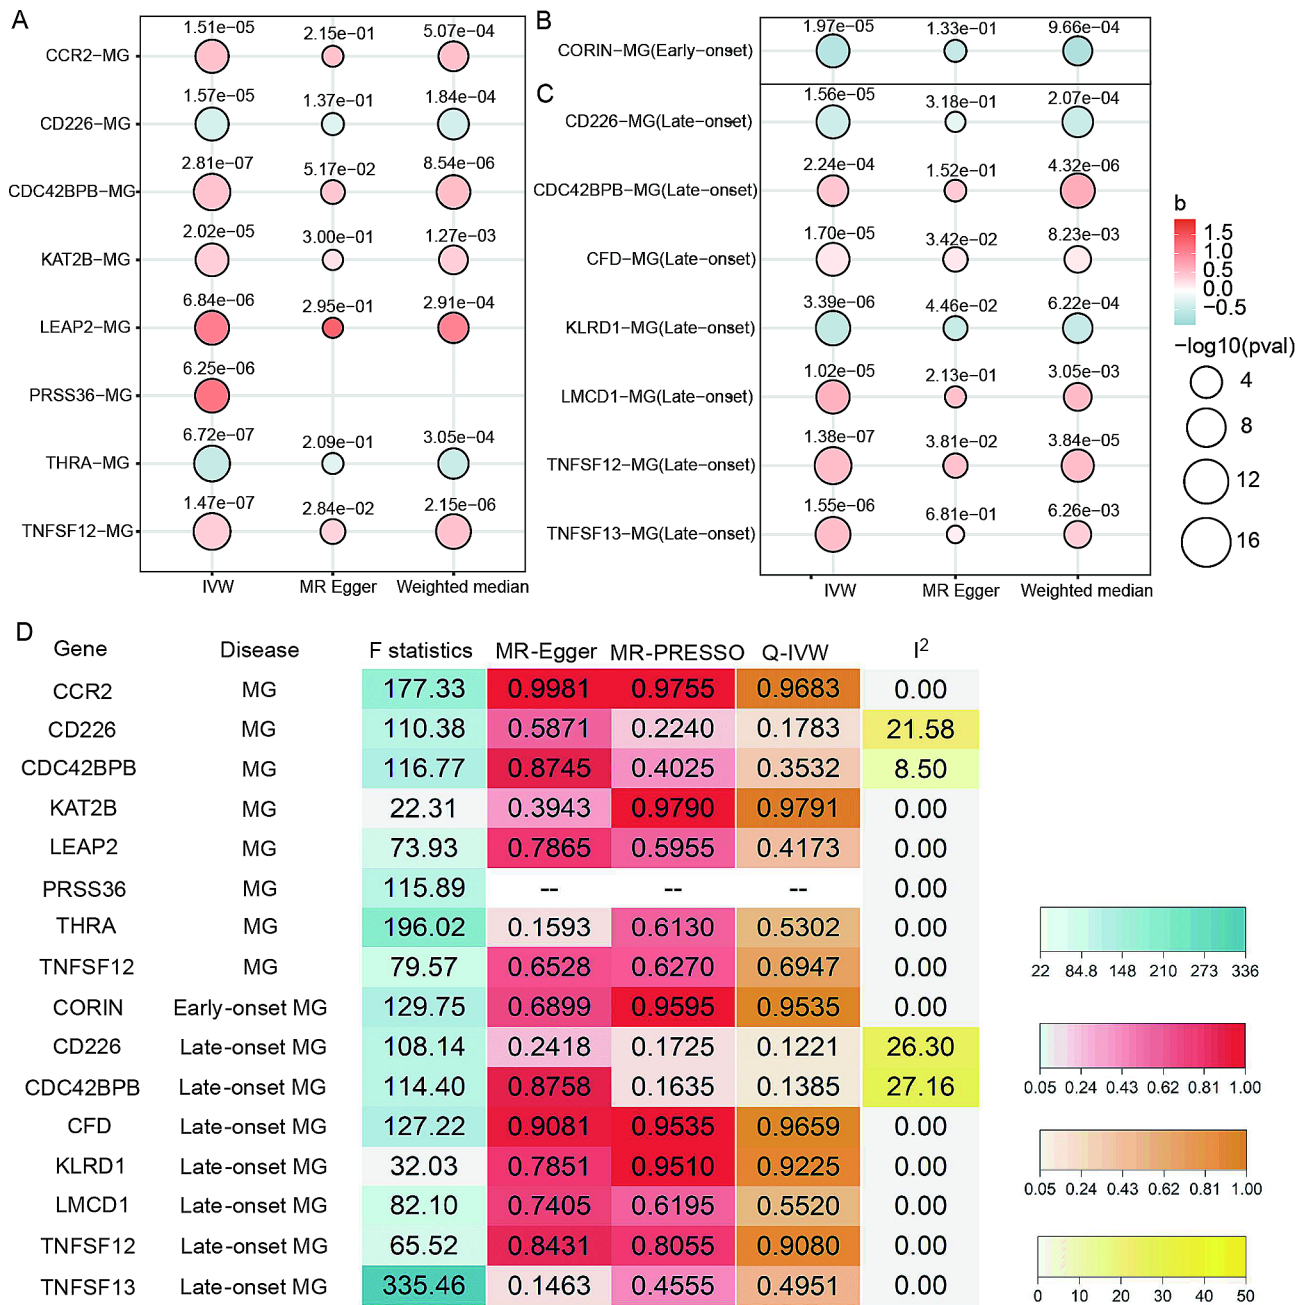 A
1.51e−05 2.15e−01 5.07e−04
CCR2−MG
1.57e−05 1.37e−01 1.84e−04
CD226−MG
2.81e−07 5.17e−02 8.54e−06
CDC42BPB−MG
2.02e−05 3.00e−01 1.27e−03
KAT2B−MG
6.84e−06 2.95e−01 2.91e−04
LEAP2−MG
6.25e−06
PRSS36−MG
6.72e−07 2.09e−01 3.05e−04
THRA−MG
1.47e−07 2.84e−02 2.15e−06
TNFSF12−MG
IVW MR Egger Weighted median
B
1.97e−05 1.33e−01 9.66e−04
CORIN−MG(Early−onset)
C
1.56e−05 3.18e−01 2.07e−04
CD226−MG(Late−onset)
2.24e−04 1.52e−01 4.32e−06
CDC42BPB−MG(Late−onset)
1.70e−05 3.42e−02 8.23e−03
CFD−MG(Late−onset)
3.39e−06 4.46e−02 6.22e−04
KLRD1−MG(Late−onset)
1.02e−05 2.13e−01 3.05e−03
LMCD1−MG(Late−onset)
1.38e−07 3.81e−02 3.84e−05
TNFSF12−MG(Late−onset)
1.55e−06 6.81e−01 6.26e−03
TNFSF13−MG(Late−onset)
IVW MR Egger Weighted median
b
1.5
1.0
0.5
0.0
−0.5
−log10(pval)
4
8
12
16
D
Gene Disease F statistics MR-Egger MR-PRESSO Q-IVW I²
CCR2 MG 177.33 0.9981 0.9755 0.9683 0.00
CD226 MG 110.38 0.5871 0.2240 0.1783 21.58
CDC42BPB MG 116.77 0.8745 0.4025 0.3532 8.50
KAT2B MG 22.31 0.3943 0.9790 0.9791 0.00
LEAP2 MG 73.93 0.7865 0.5955 0.4173 0.00
PRSS36 MG 115.89 -- -- -- 0.00
THRA MG 196.02 0.1593 0.6130 0.5302 0.00
TNFSF12 MG 79.57 0.6528 0.6270 0.6947 0.00
CORIN Early-onset MG 129.75 0.6899 0.9595 0.9535 0.00
CD226 Late-onset MG 108.14 0.2418 0.1725 0.1221 26.30
CDC42BPB Late-onset MG 114.40 0.8758 0.1635 0.1385 27.16
CFD Late-onset MG 127.22 0.9081 0.9535 0.9659 0.00
KLRD1 Late-onset MG 32.03 0.7851 0.9510 0.9225 0.00
LMCD1 Late-onset MG 82.10 0.7405 0.6195 0.5520 0.00
TNFSF12 Late-onset MG 65.52 0.8431 0.8055 0.9080 0.00
TNFSF13 Late-onset MG 335.46 0.1463 0.4555 0.4951 0.00
22 84.8 148 210 273 336
0.05 0.24 0.43 0.62 0.81 1.00
0.05 0.24 0.43 0.62 0.81 1.00
0 10 20 30 40 50